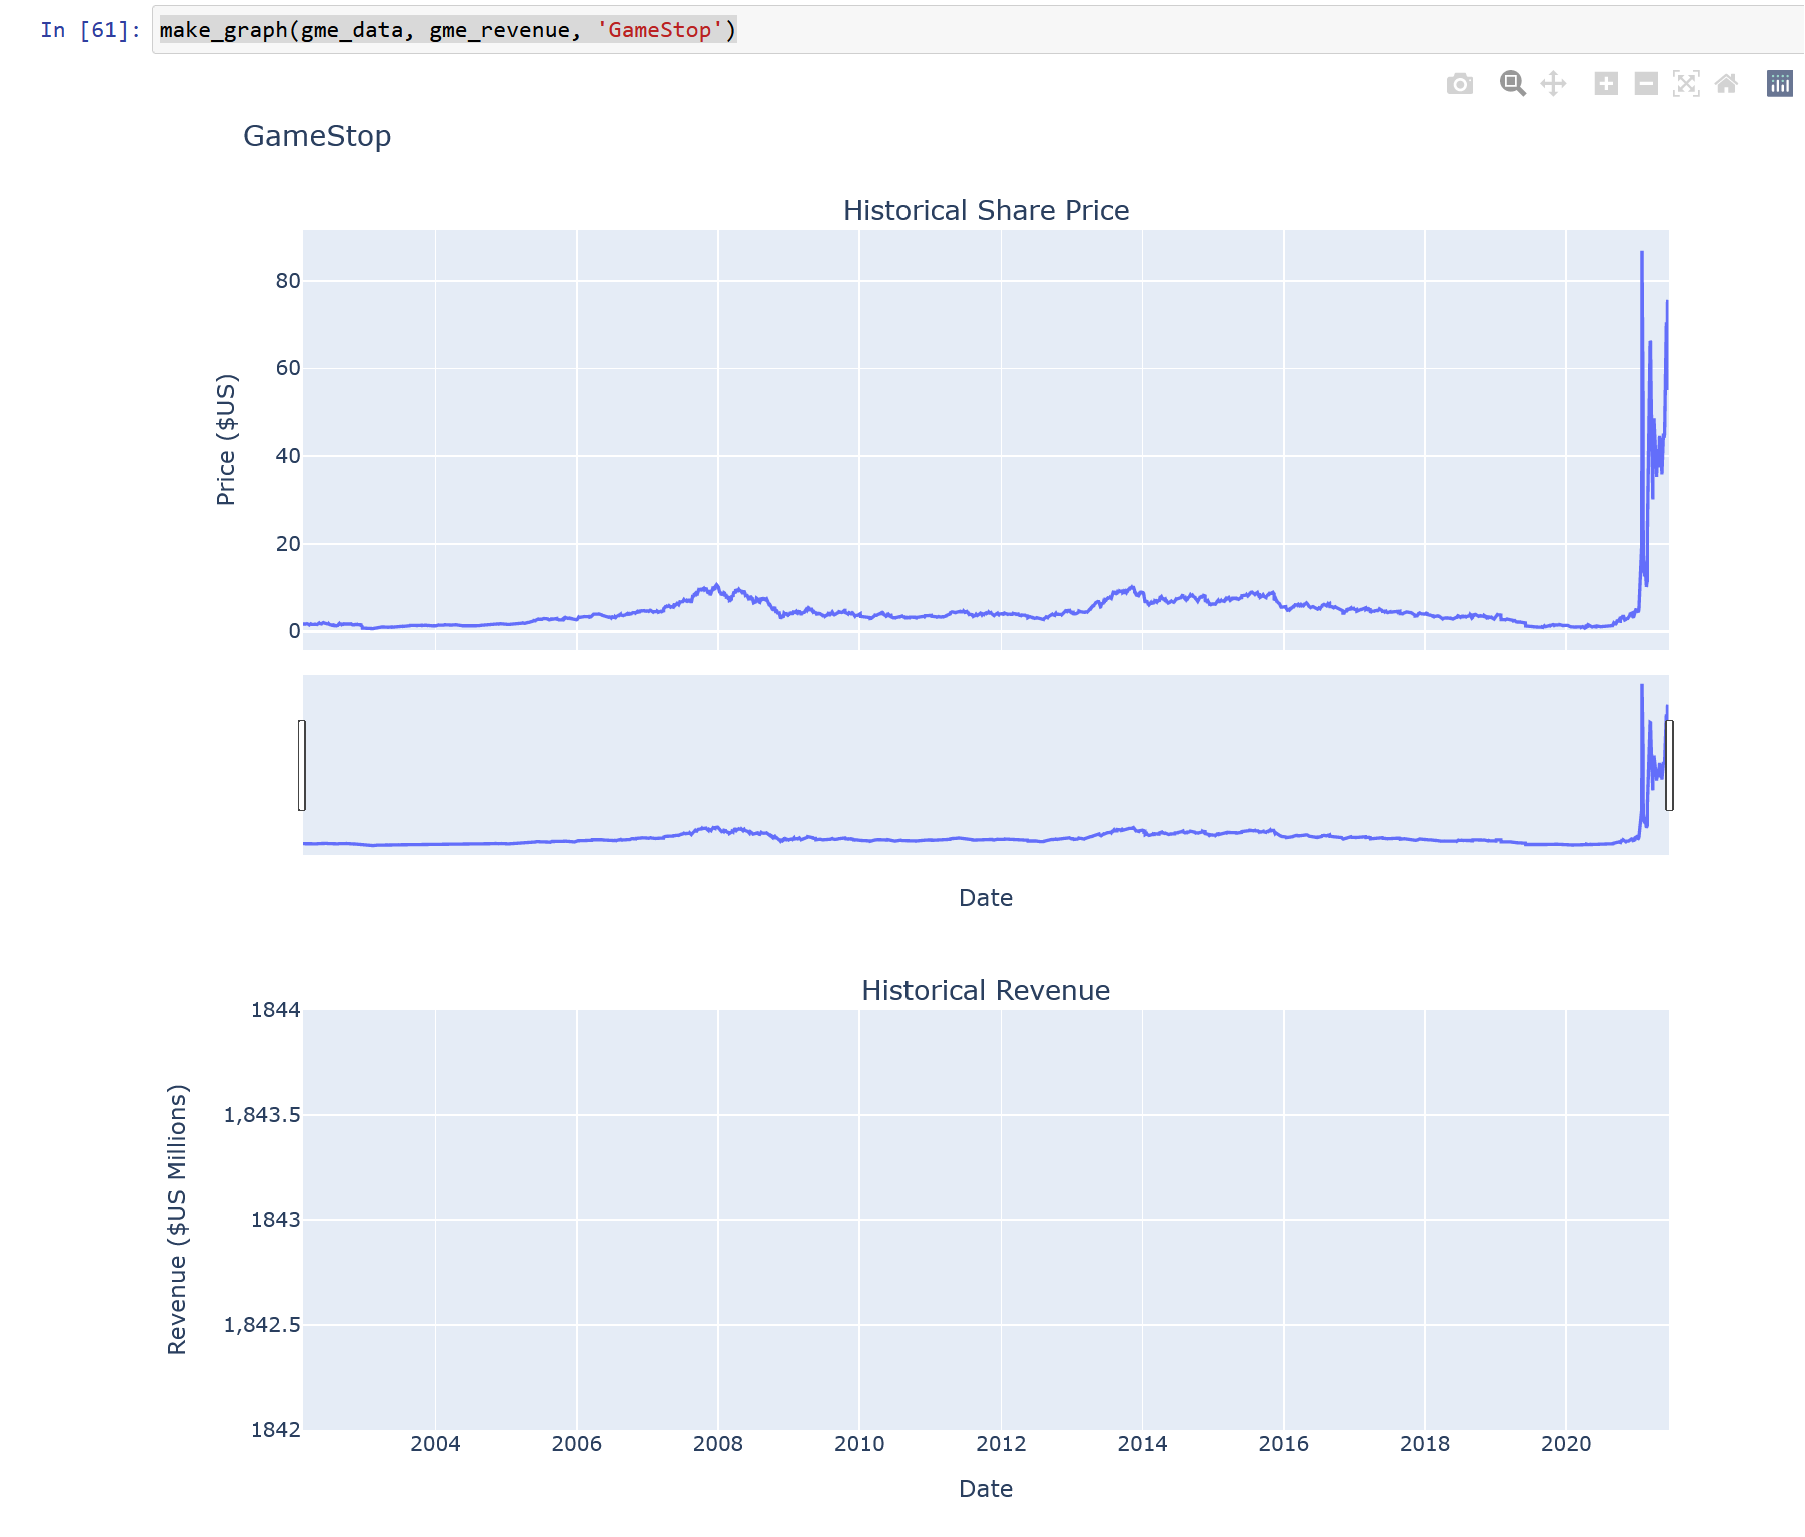 In [61]: make_graph(gme_data, gme_revenue, 'GameStop')
GameStop
Historical Share Price
80
60
40
20
0
Price ($US)
Date
Historical Revenue
1844
1,843.5
1843
1,842.5
1842
Revenue ($US Millions)
2004 2006 2008 2010 2012 2014 2016 2018 2020
Date